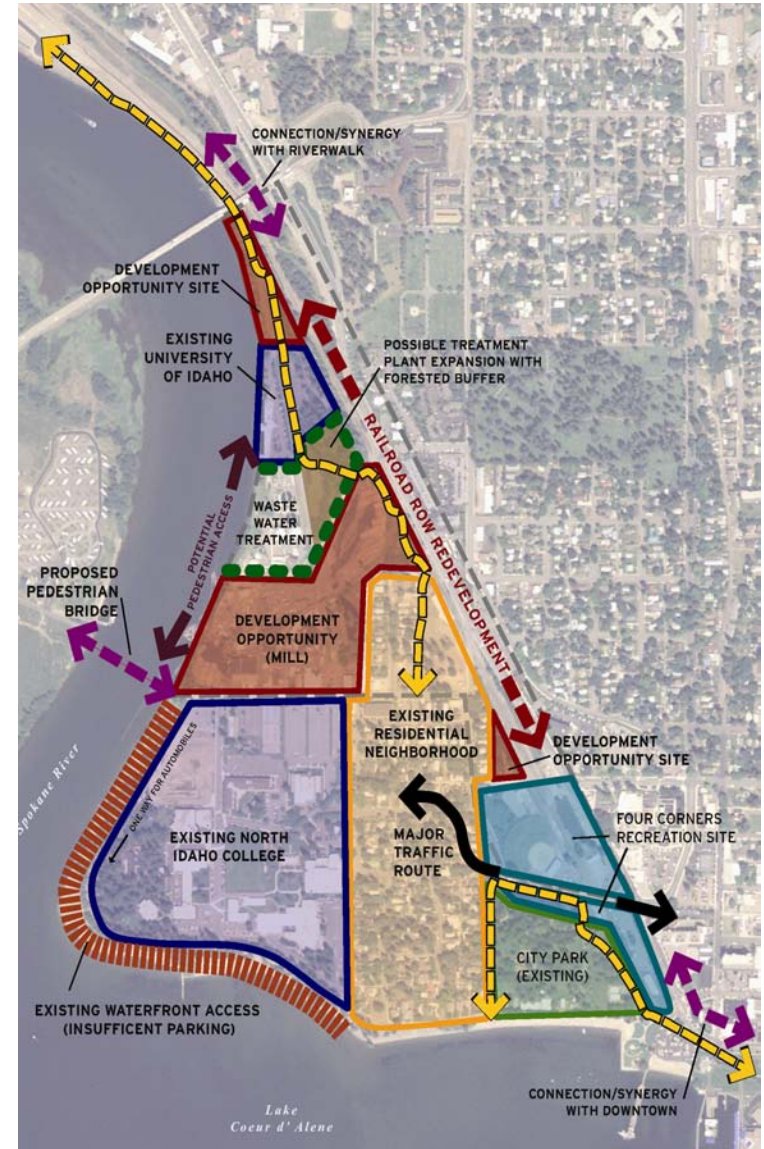 CONNECTION/SYNERGY
WITH RIVERWALK
DEVELOPMENT
OPPORTUNITY SITE
EXISTING
UNIVERSITY
OF IDAHO
POSSIBLE TREATMENT
PLANT EXPANSION WITH
FORESTED BUFFER
RAILROAD ROW REDEVELOPMENT
WASTE
WATER
TREATMENT
POTENTIAL
PEDESTRIAN ACCESS
PROPOSED
PEDESTRIAN
BRIDGE
DEVELOPMENT
OPPORTUNITY
(MILL)
EXISTING
RESIDENTIAL
NEIGHBORHOOD
DEVELOPMENT
OPPORTUNITY SITE
Spokane River
ONE WAY FOR AUTOMOBILES
EXISTING NORTH
IDAHO COLLEGE
MAJOR
TRAFFIC
ROUTE
FOUR CORNERS
RECREATION SITE
CITY PARK
(EXISTING)
EXISTING WATERFRONT ACCESS
(INSUFFICENT PARKING)
CONNECTION/SYNERGY
WITH DOWNTOWN
Lake
Coeur d' Alene